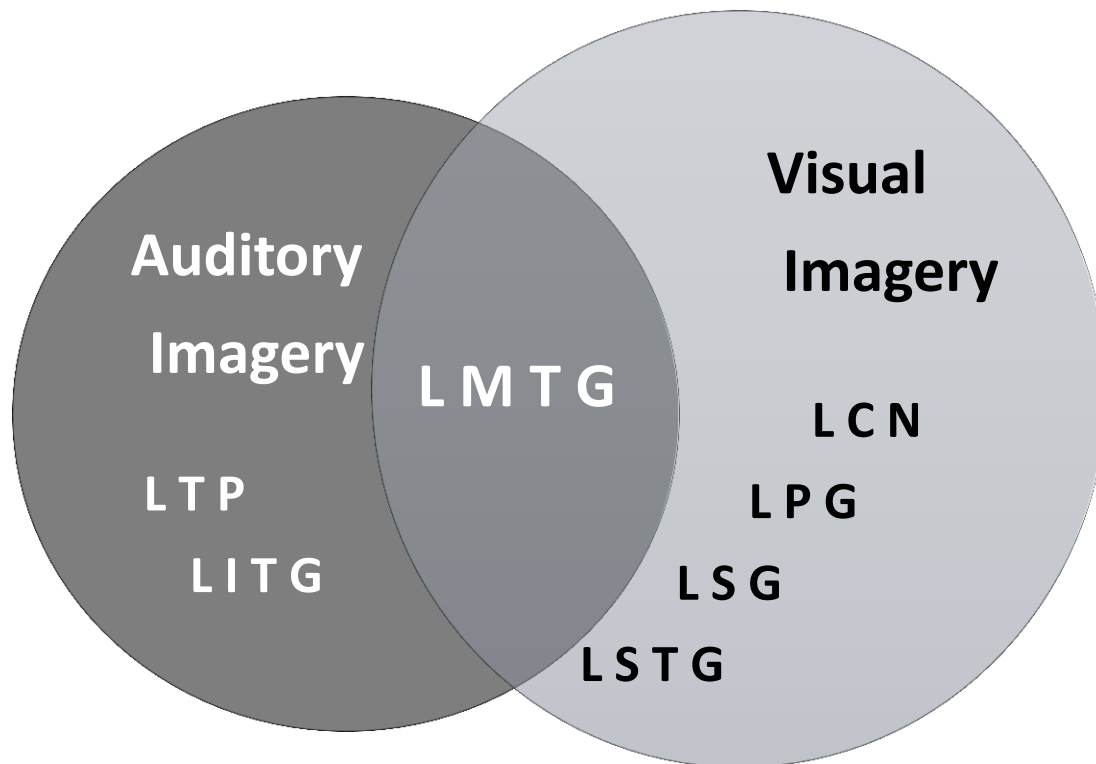 Auditory
Imagery
L T P
L I T G
L M T G
Visual
Imagery
L C N
L P G
L S G
L S T G